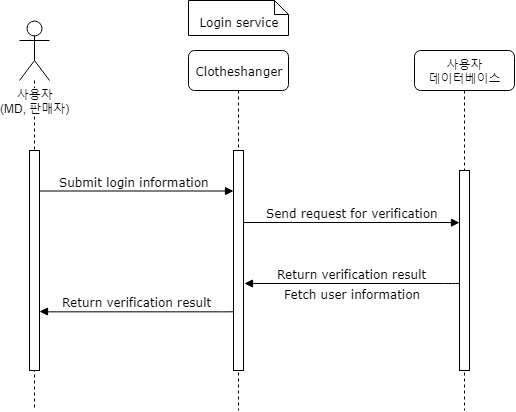 Login service
Clotheshanger
사용자
데이터베이스
사용자
(MD, 판매자)
Submit login information
Send request for verification
Return verification result
Fetch user information
Return verification result